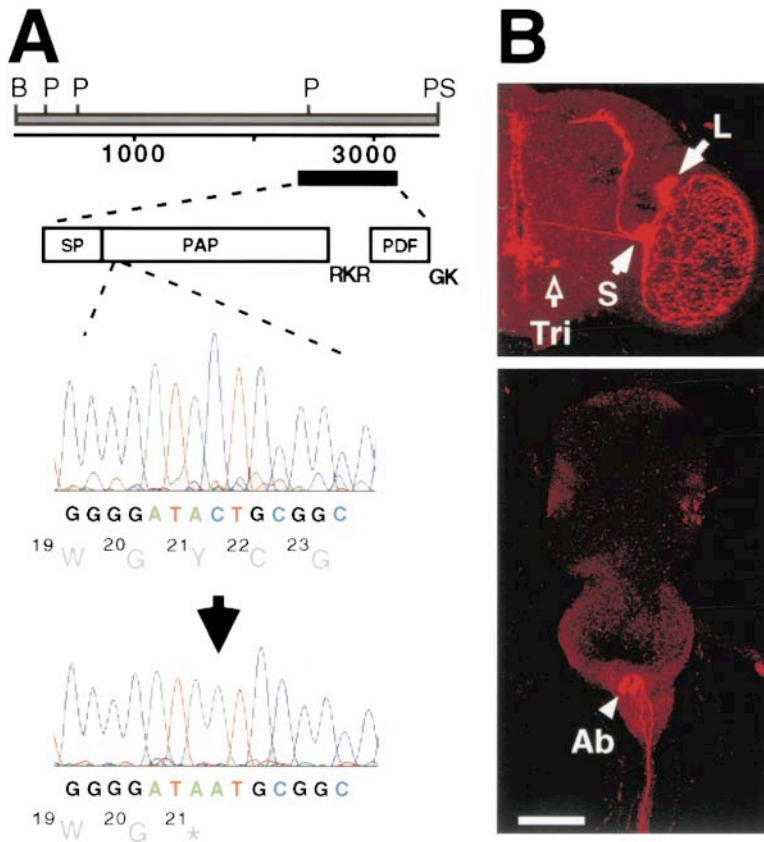 A
B P P P PS
1000 3000
SP PAP PDF
RKR GK
GGGGATACTGCGGC
19 W 20 G 21 Y 22 C 23 G
GGGGATAATGCGGC
19 W 20 G 21 *
B
L
S
Tri
Ab